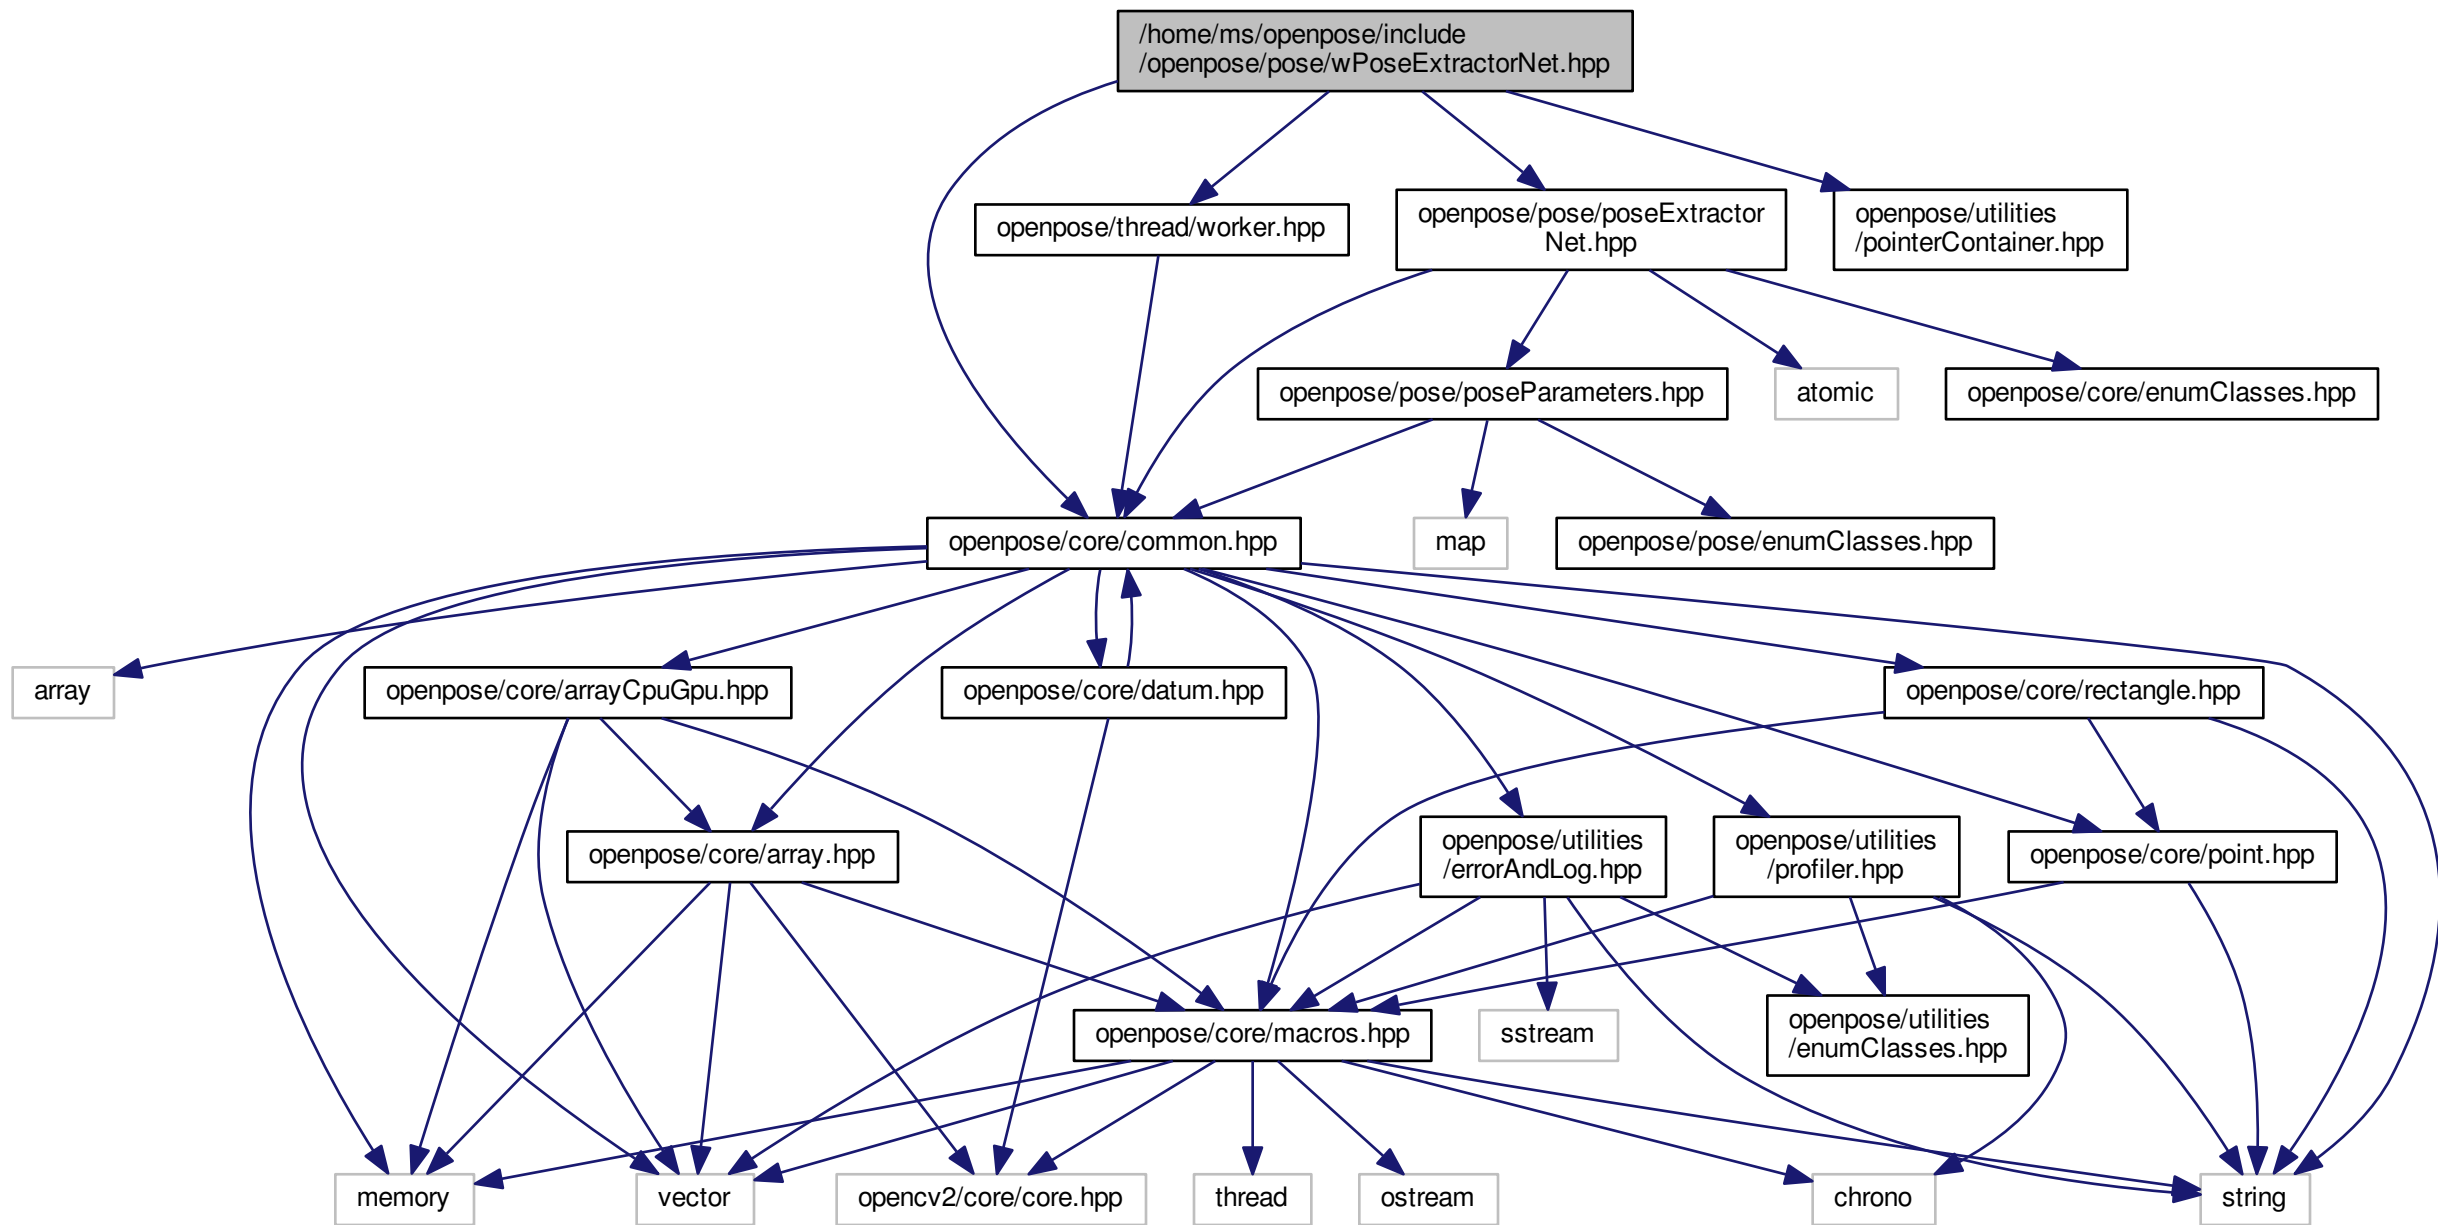 /home/ms/openpose/include
/openpose/pose/wPoseExtractorNet.hpp
openpose/thread/worker.hpp
openpose/pose/poseExtractor
Net.hpp
openpose/utilities
/pointerContainer.hpp
openpose/pose/poseParameters.hpp
atomic
openpose/core/enumClasses.hpp
openpose/core/common.hpp
map
openpose/pose/enumClasses.hpp
array
openpose/core/arrayCpuGpu.hpp
openpose/core/datum.hpp
openpose/core/rectangle.hpp
openpose/core/array.hpp
openpose/utilities
/errorAndLog.hpp
openpose/utilities
/profiler.hpp
openpose/core/point.hpp
openpose/core/macros.hpp
sstream
openpose/utilities
/enumClasses.hpp
memory
vector
opencv2/core/core.hpp
thread
ostream
chrono
string